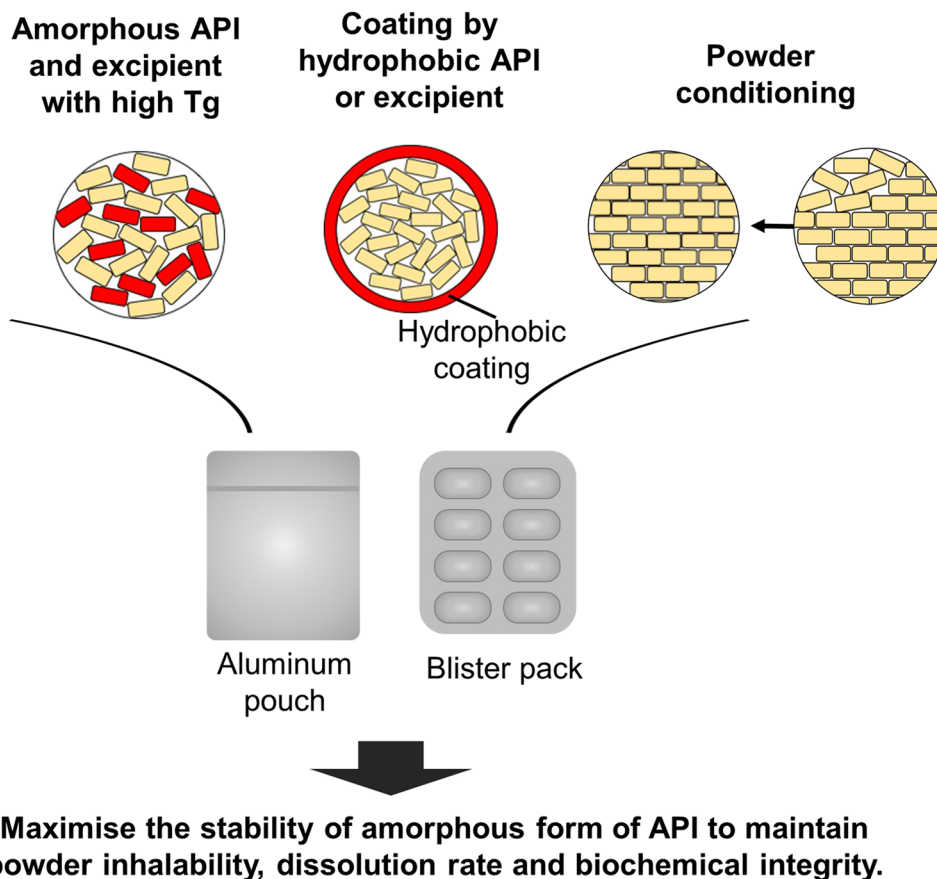 Amorphous API
and excipient
with high Tg
Coating by
hydrophobic API
or excipient
Powder
conditioning
Hydrophobic
coating
Aluminum
pouch
Blister pack
Maximise the stability of amorphous form of API to maintain
powder inhalability, dissolution rate and biochemical integrity.